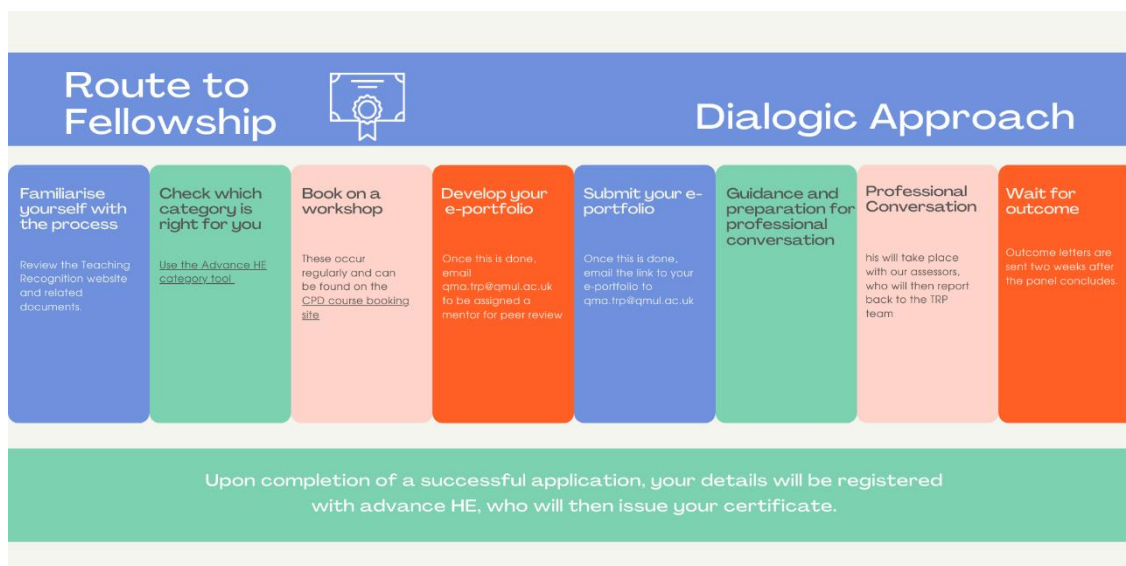 Route to
Fellowship
Dialogic Approach
Familiarise
yourself with
the process
Review the Teaching
Recognition website
and related
documents.
Check which
category is
right for you
Use the Advance HE
category tool
Book on a
workshop
These occur
regularly and can
be found on the
CPD course booking
site
Develop your
e-portfolio
Once this is done,
email
qma.trp@qmul.ac.uk
to be assigned a
mentor for peer review
Submit your e-
portfolio
Once this is done,
email the link to your
e-portfolio to
qma.trp@qmul.ac.uk
Guidance and
preparation for
professional
conversation
Professional
Conversation
his will take place
with our assessors,
who will then report
back to the TRP
team
Wait for
outcome
Outcome letters are
sent two weeks after
the panel concludes.
Upon completion of a successful application, your details will be registered
with advance HE, who will then issue your certificate.